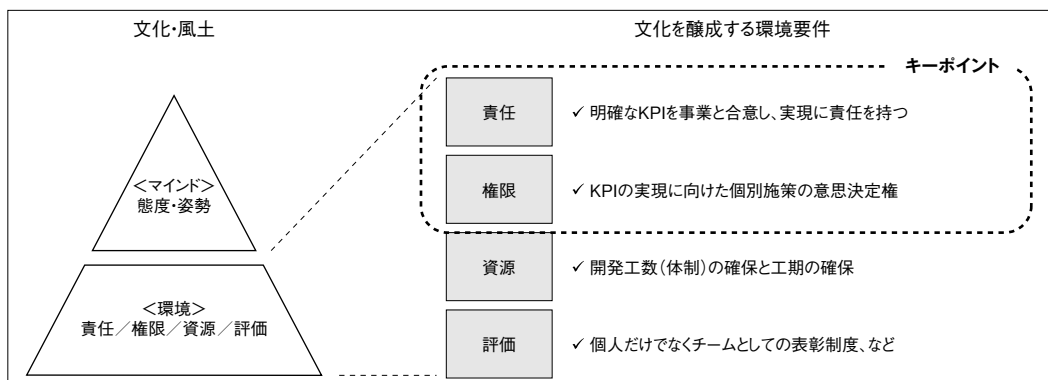 文化・風土
文化を醸成する環境要件
キーポイント
<マインド>
態度・姿勢
<環境>
責任／権限／資源／評価
責任
✓ 明確なKPIを事業と合意し、実現に責任を持つ
権限
✓ KPIの実現に向けた個別施策の意思決定権
資源
✓ 開発工数（体制）の確保と工期の確保
評価
✓ 個人だけでなくチームとしての表彰制度、など